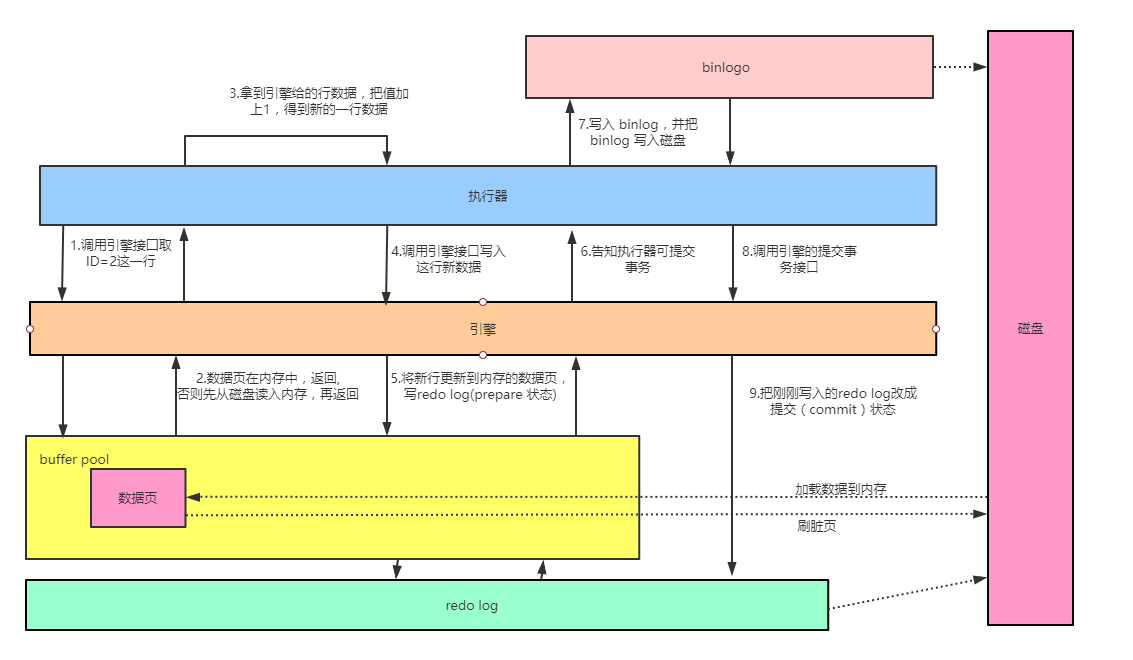 binlogo
3.拿到引擎给的行数据，把值加
上1，得到新的一行数据
7.写入 binlog，并把
binlog 写入磁盘
执行器
1.调用引擎接口取
ID=2这一行
4.调用引擎接口写入
这行新数据
6.告知执行器可提交
事务
8.调用引擎的提交事
务接口
引擎
磁盘
2.数据页在内存中，返回,
否则先从磁盘读入内存，再返回
5.将新行更新到内存的数据页，
写redo log(prepare 状态)
9.把刚刚写入的redo log改成
提交（commit）状态
buffer pool
数据页
加载数据到内存
刷脏页
redo log